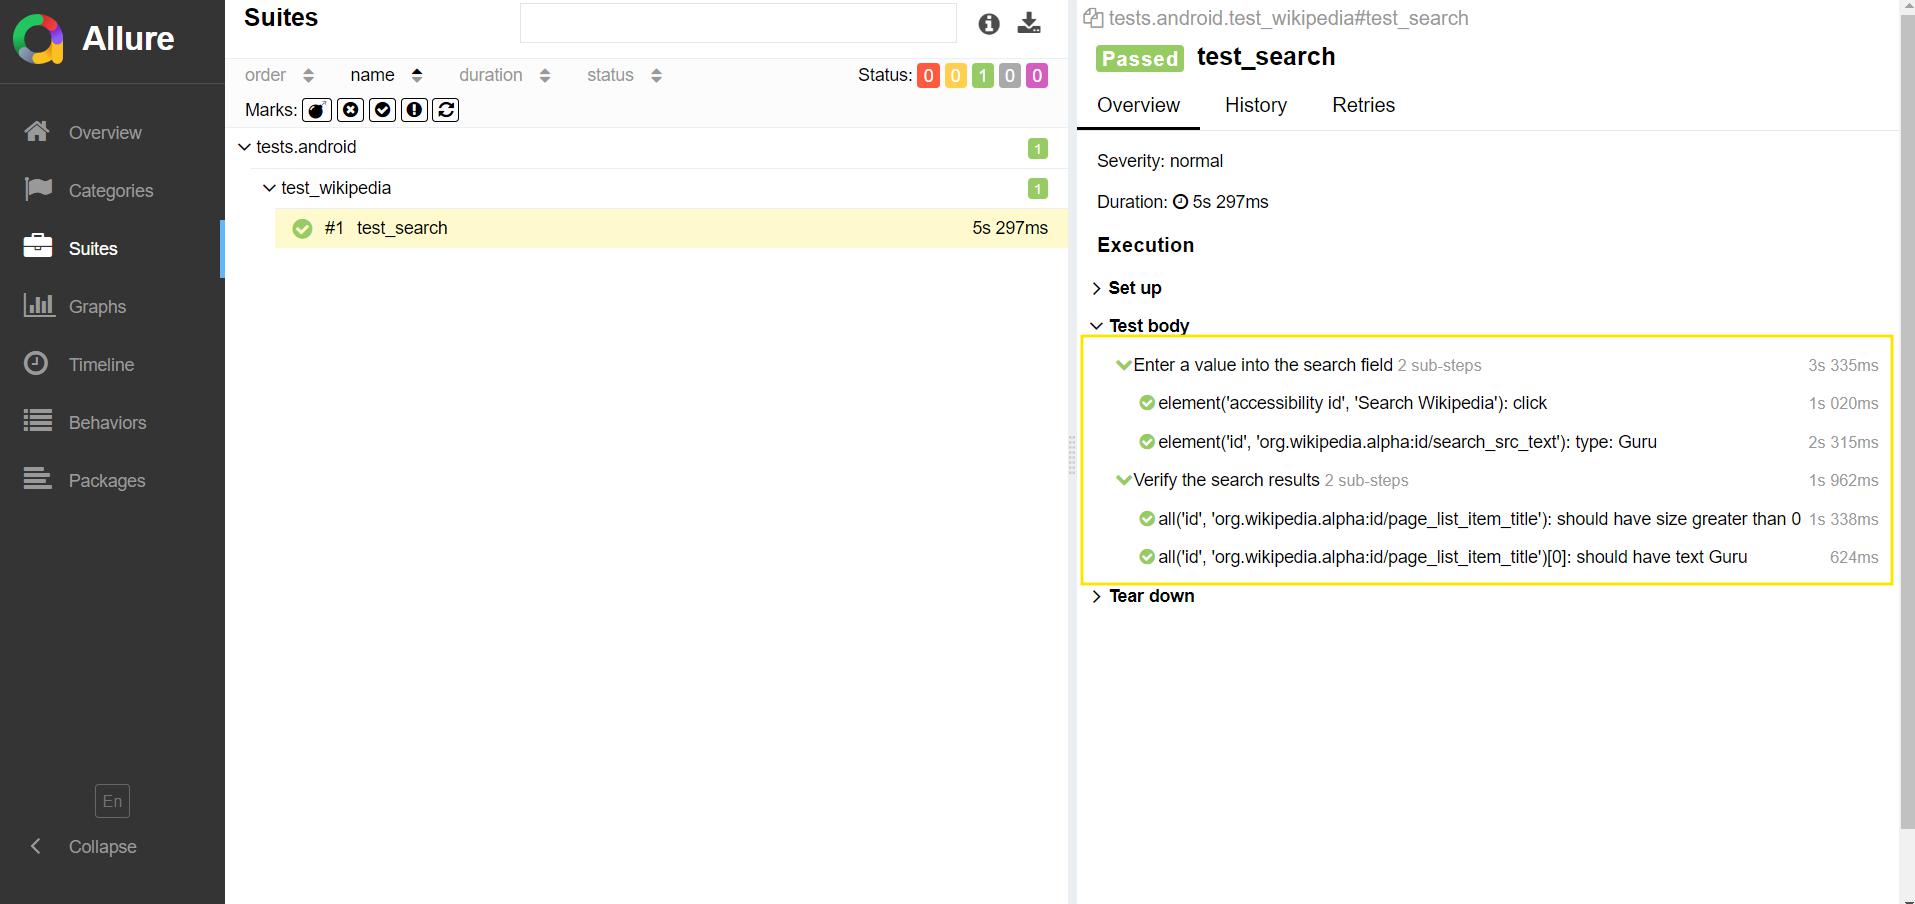 Allure
Overview
Categories
Suites
Graphs
Timeline
Behaviors
Packages
En
Collapse
Suites
order name duration status Status: 0 0 1 0 0
Marks:
tests.android 1
test_wikipedia 1
#1 test_search 5s 297ms
tests.android.test_wikipedia#test_search
Passed test_search
Overview History Retries
Severity: normal
Duration: 5s 297ms
Execution
Set up
Test body
Enter a value into the search field 2 sub-steps 3s 335ms
element('accessibility id', 'Search Wikipedia'): click 1s 020ms
element('id', 'org.wikipedia.alpha:id/search_src_text'): type: Guru 2s 315ms
Verify the search results 2 sub-steps 1s 962ms
all('id', 'org.wikipedia.alpha:id/page_list_item_title'): should have size greater than 0 1s 338ms
all('id', 'org.wikipedia.alpha:id/page_list_item_title')[0]: should have text Guru 624ms
Tear down